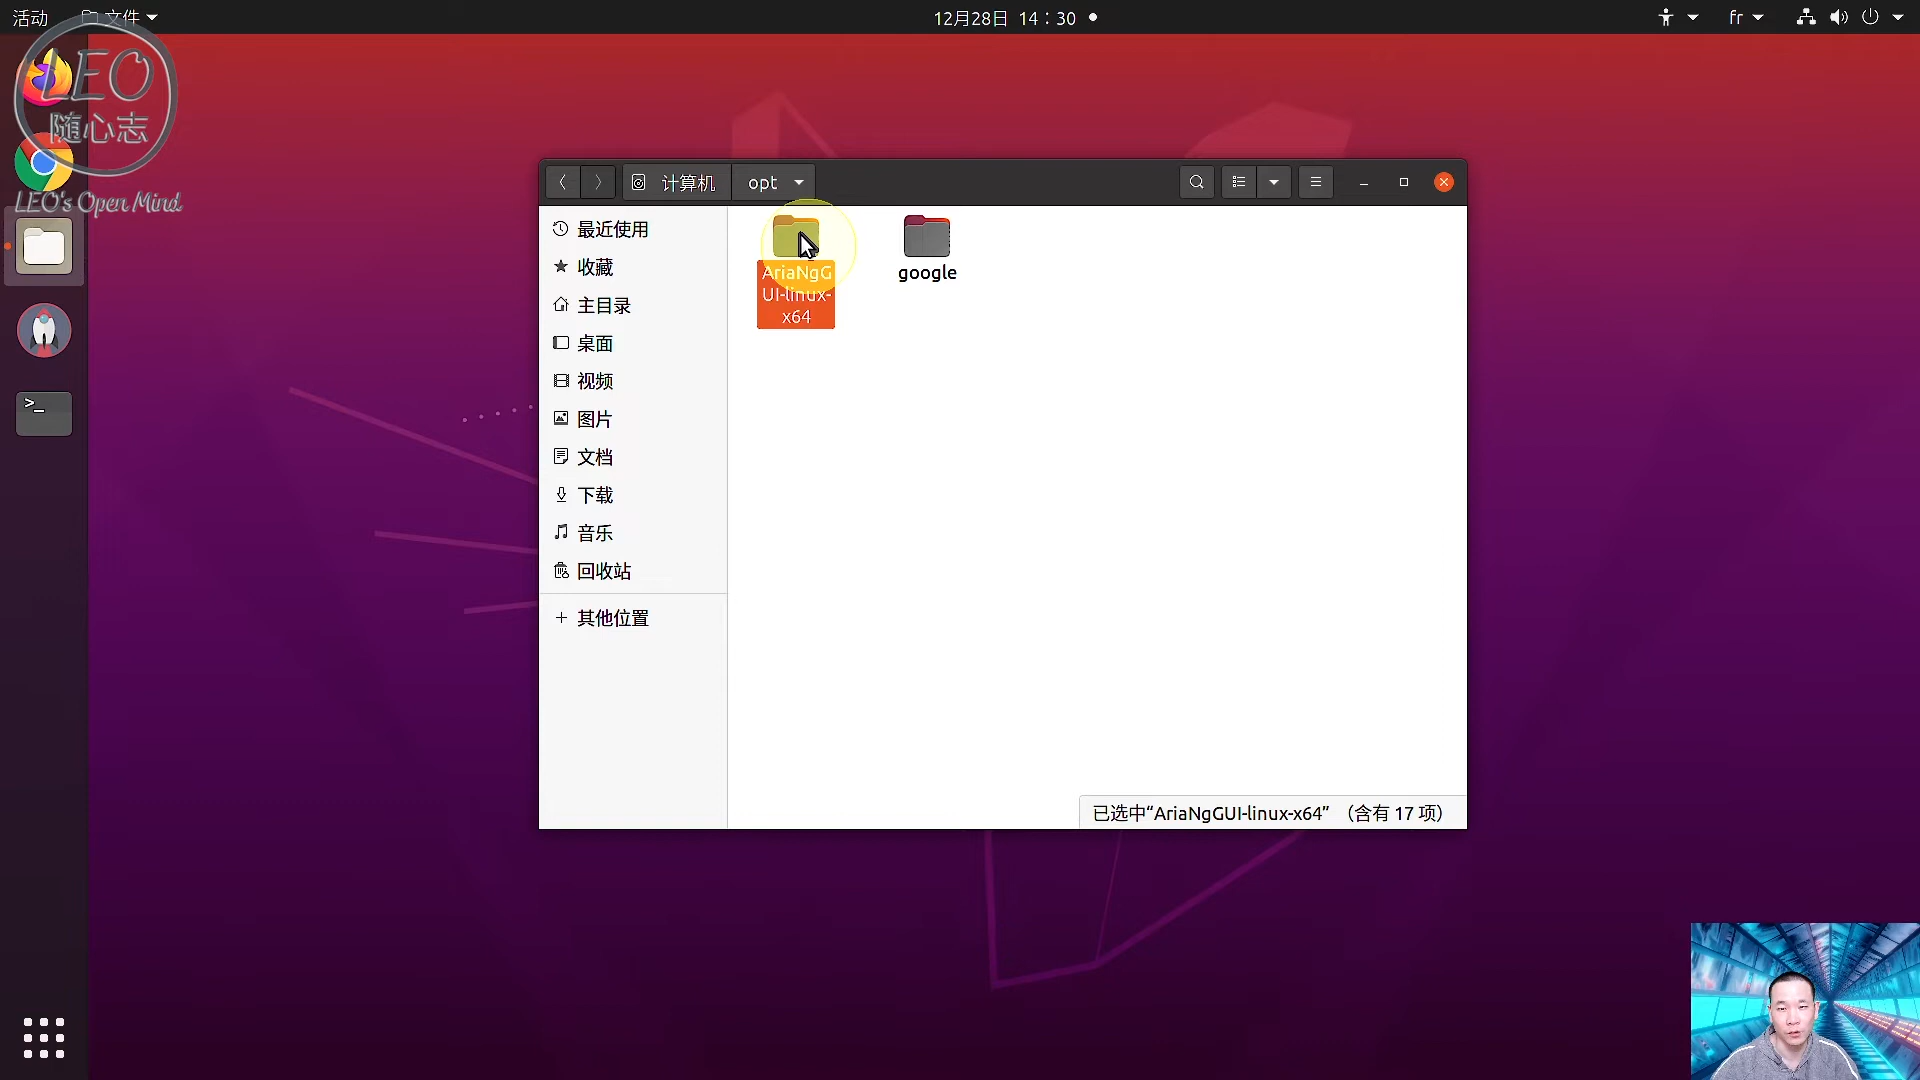 活动
文件
12月28日 14：30
fr
LEO
随心志
LEO's Open Mind
计算机
opt
最近使用
收藏
主目录
桌面
视频
图片
文档
下载
音乐
回收站
其他位置
AriaNgG
UI-linux-
x64
google
已选中“AriaNgGUI-linux-x64” （含有 17 项）